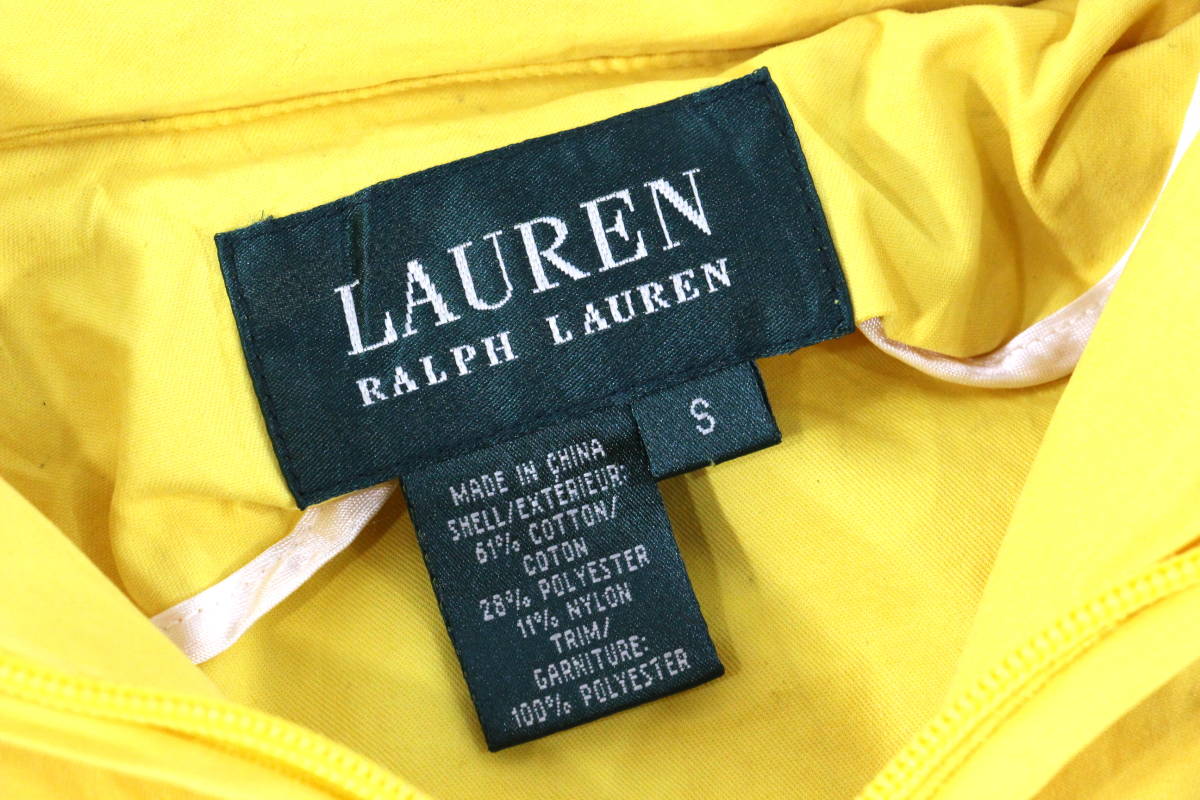 LAUREN
RALPH LAUREN
S
MADE IN CHINA
SHELL/EXTERIEUR:
61% COTTON/
COTON
28% POLYESTER
11% NYLON
TRIM/
GARNITURE:
100% POLYESTER